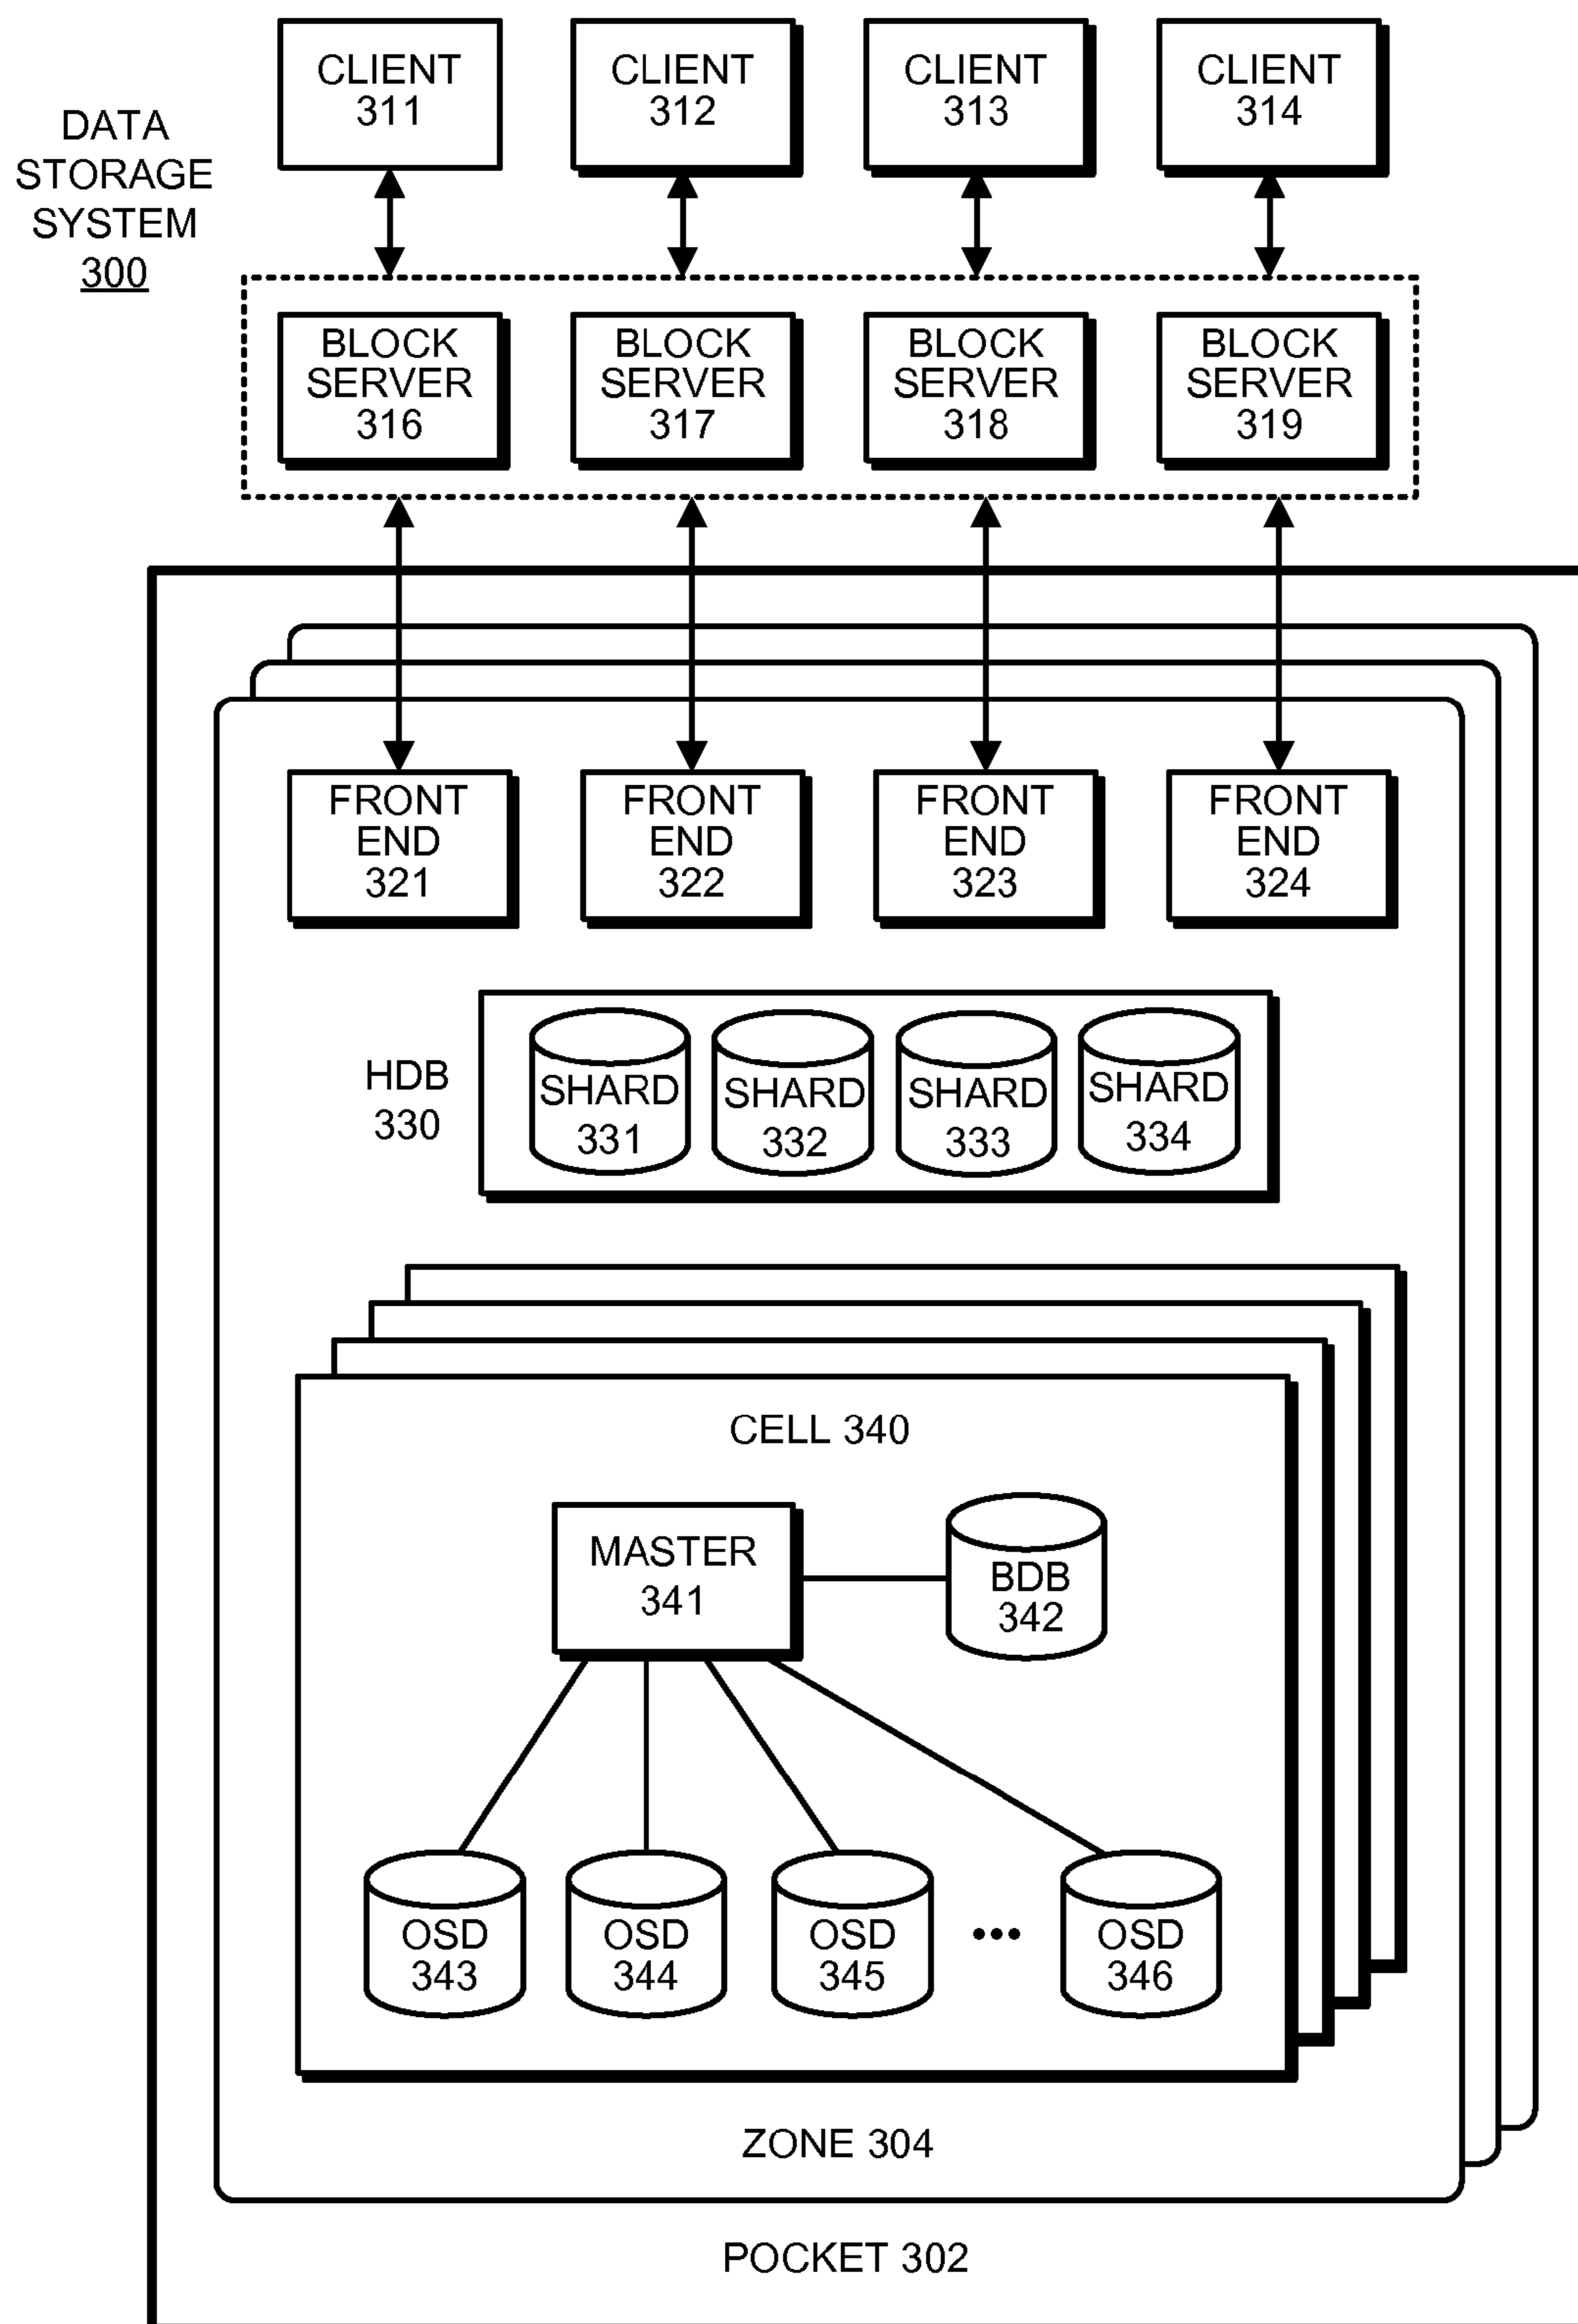 CLIENT
311
CLIENT
312
CLIENT
313
CLIENT
314
DATA
STORAGE
SYSTEM
300
BLOCK
SERVER
316
BLOCK
SERVER
317
BLOCK
SERVER
318
BLOCK
SERVER
319
FRONT
END
321
FRONT
END
322
FRONT
END
323
FRONT
END
324
HDB
330
SHARD
331
SHARD
332
SHARD
333
SHARD
334
CELL 340
MASTER
341
BDB
342
OSD
343
OSD
344
OSD
345
•••
OSD
346
ZONE 304
POCKET 302